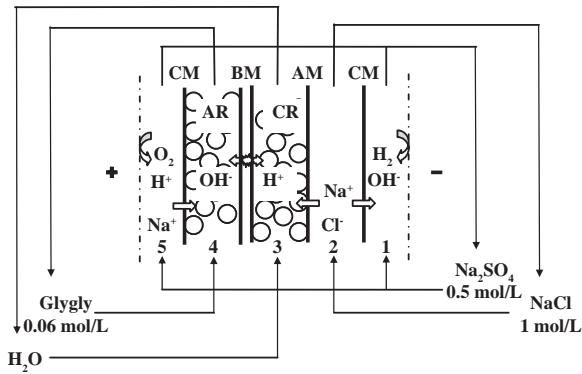 CM BM AM CM
AR CR⁻
+ O₂ H₂ −
H⁺ OH⁻ H⁺ Na⁺ OH⁻
Na⁺ Cl⁻
5 4 3 2 1
Na₂SO₄
0.5 mol/L
Glygly
0.06 mol/L
NaCl
1 mol/L
H₂O